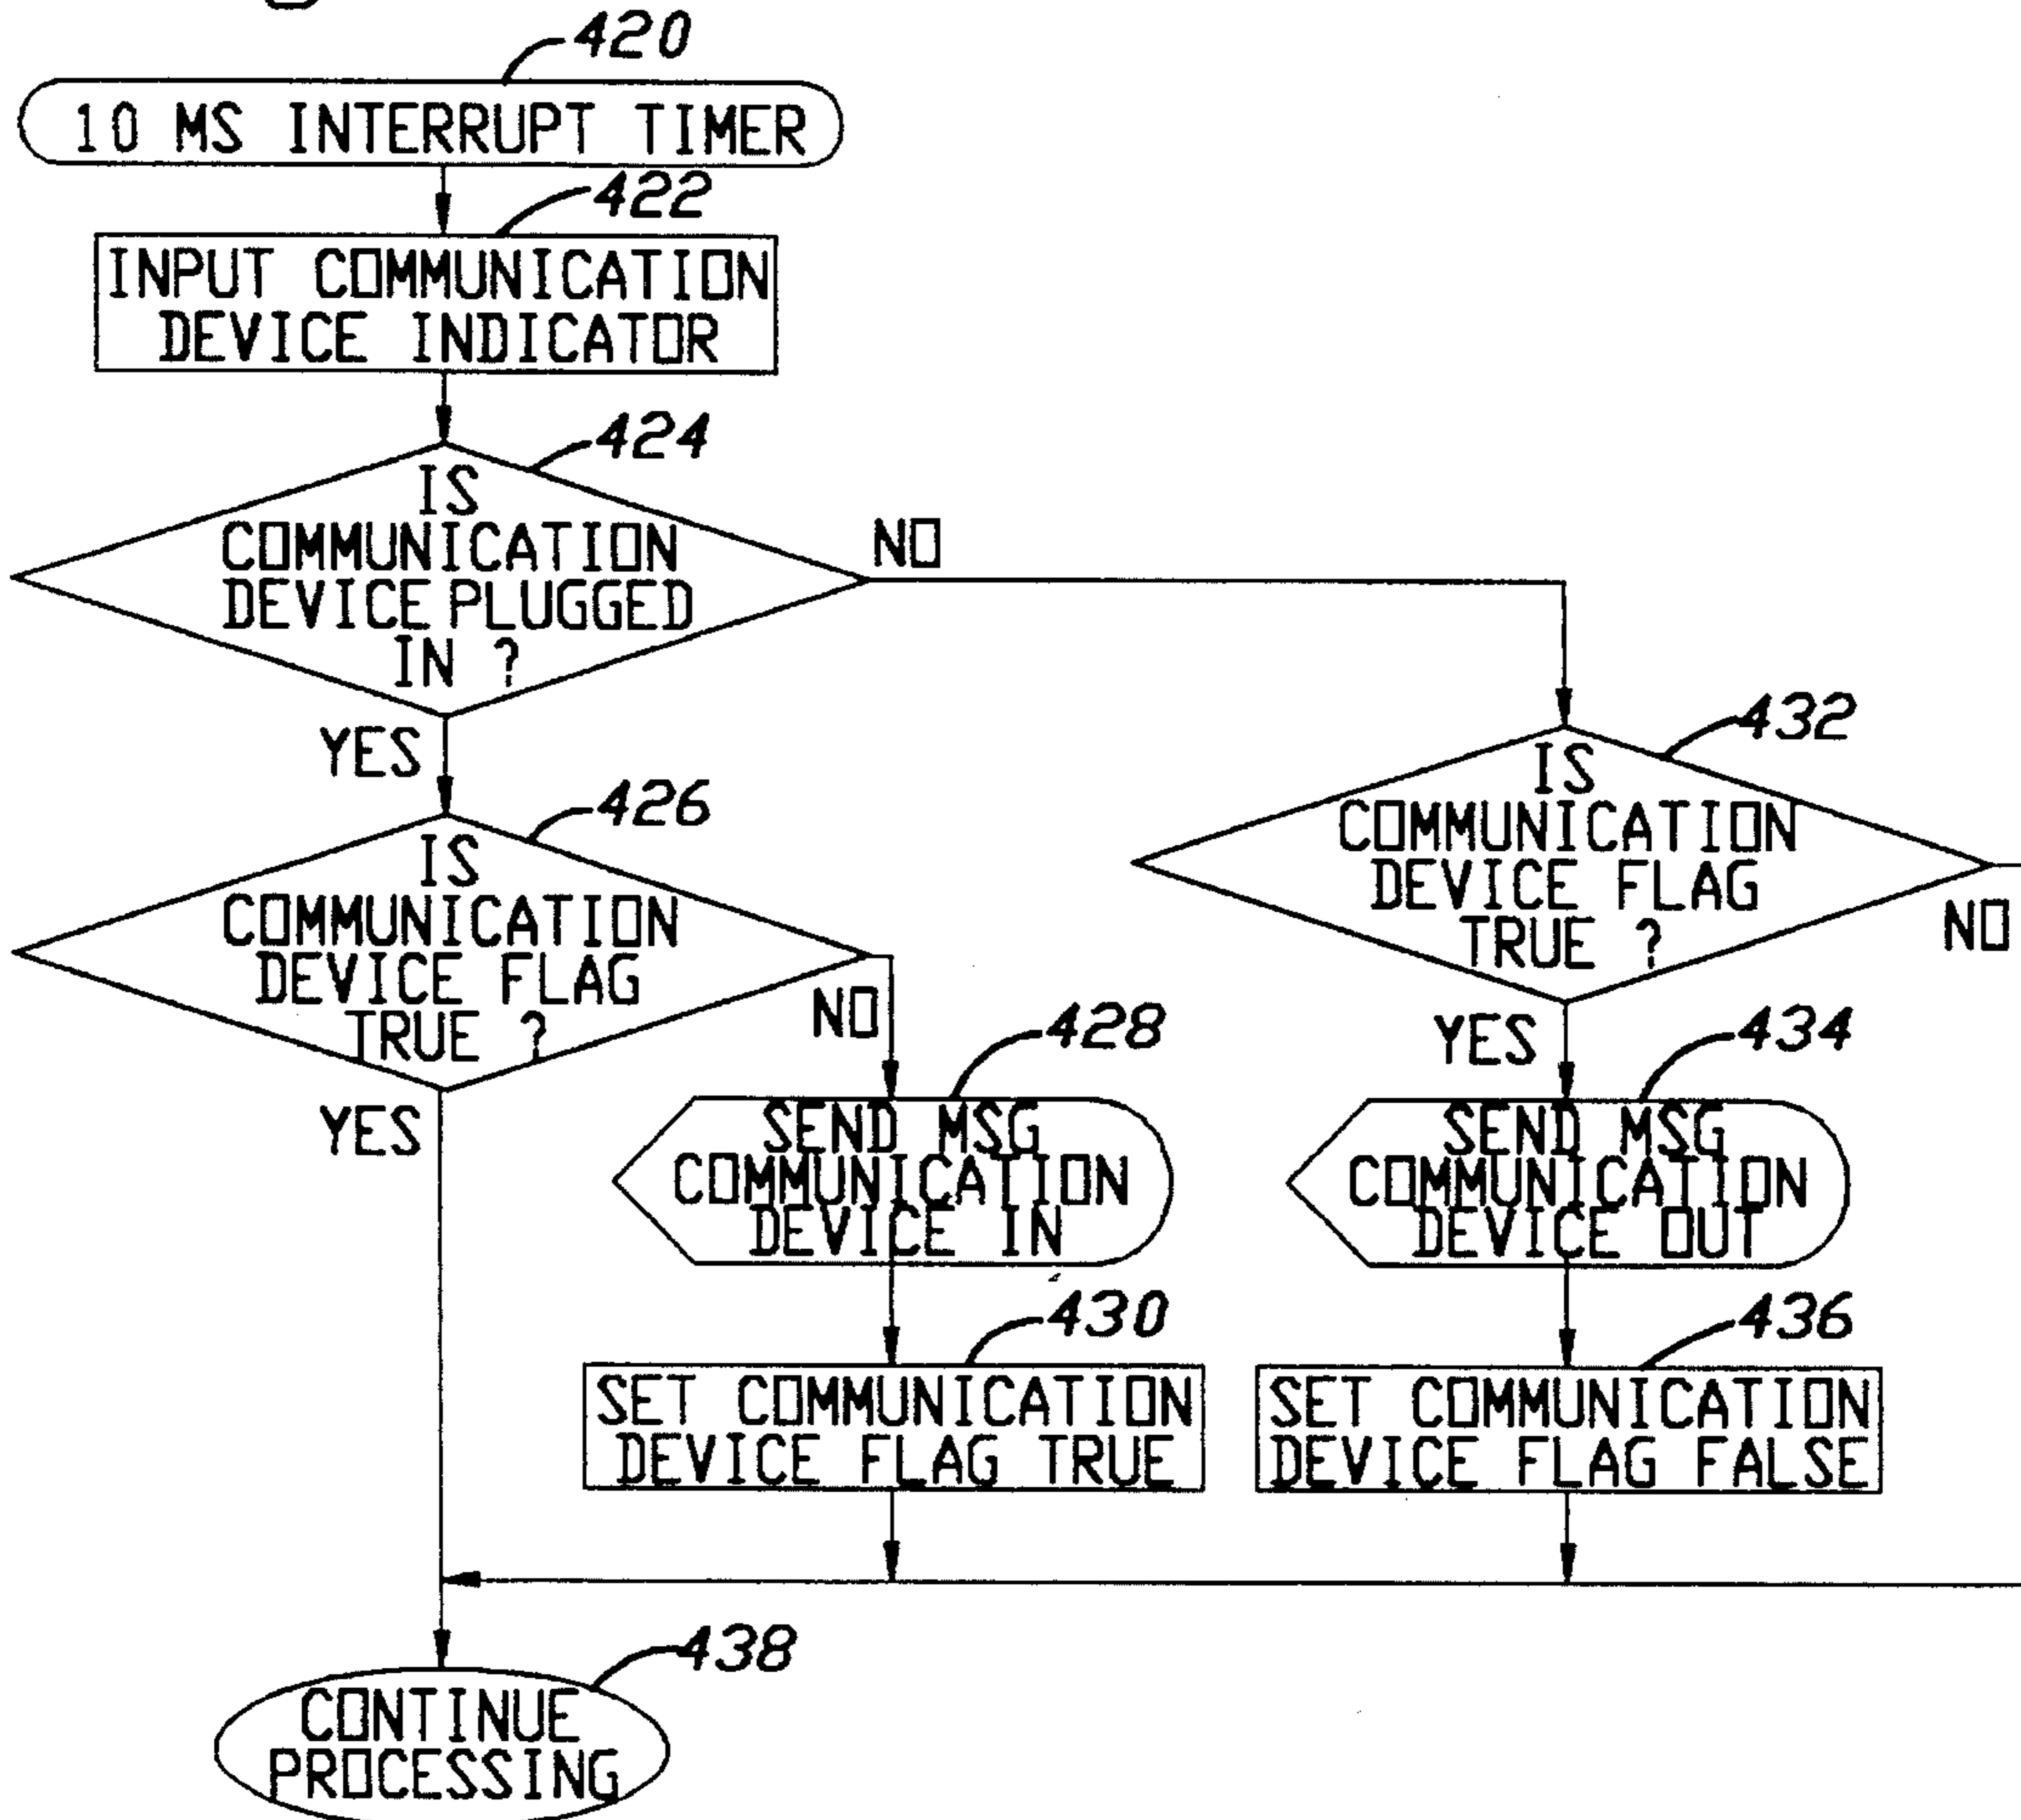 420
10 MS INTERRUPT TIMER
422
INPUT COMMUNICATION
DEVICE INDICATOR
424
IS
COMMUNICATION
DEVICE PLUGGED
IN ?
NO
YES
426
IS
COMMUNICATION
DEVICE FLAG
TRUE ?
NO
YES
432
IS
COMMUNICATION
DEVICE FLAG
TRUE ?
NO
YES
428
SEND MSG
COMMUNICATION
DEVICE IN
434
SEND MSG
COMMUNICATION
DEVICE OUT
430
SET COMMUNICATION
DEVICE FLAG TRUE
436
SET COMMUNICATION
DEVICE FLAG FALSE
438
CONTINUE
PROCESSING